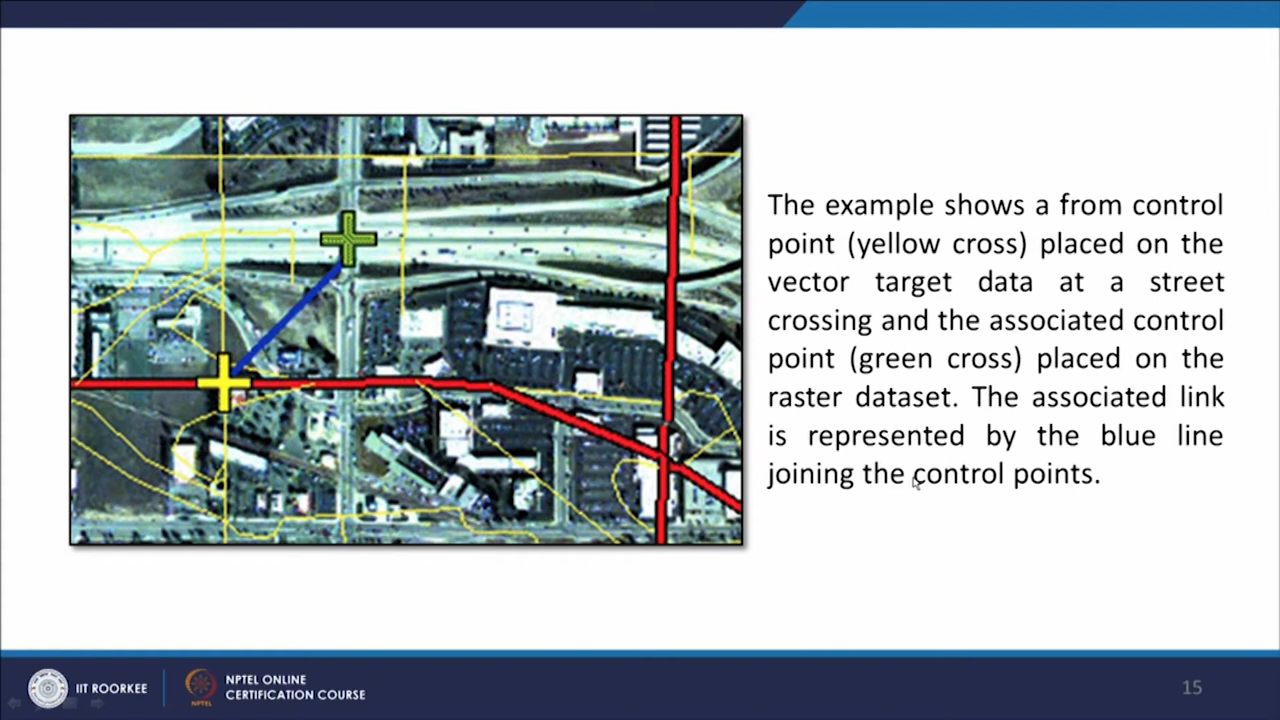 The example shows a from control
point (yellow cross) placed on the
vector target data at a street
crossing and the associated control
point (green cross) placed on the
raster dataset. The associated link
is represented by the blue line
joining the control points.
IIT ROORKEE
NPTEL
NPTEL ONLINE
CERTIFICATION COURSE
15